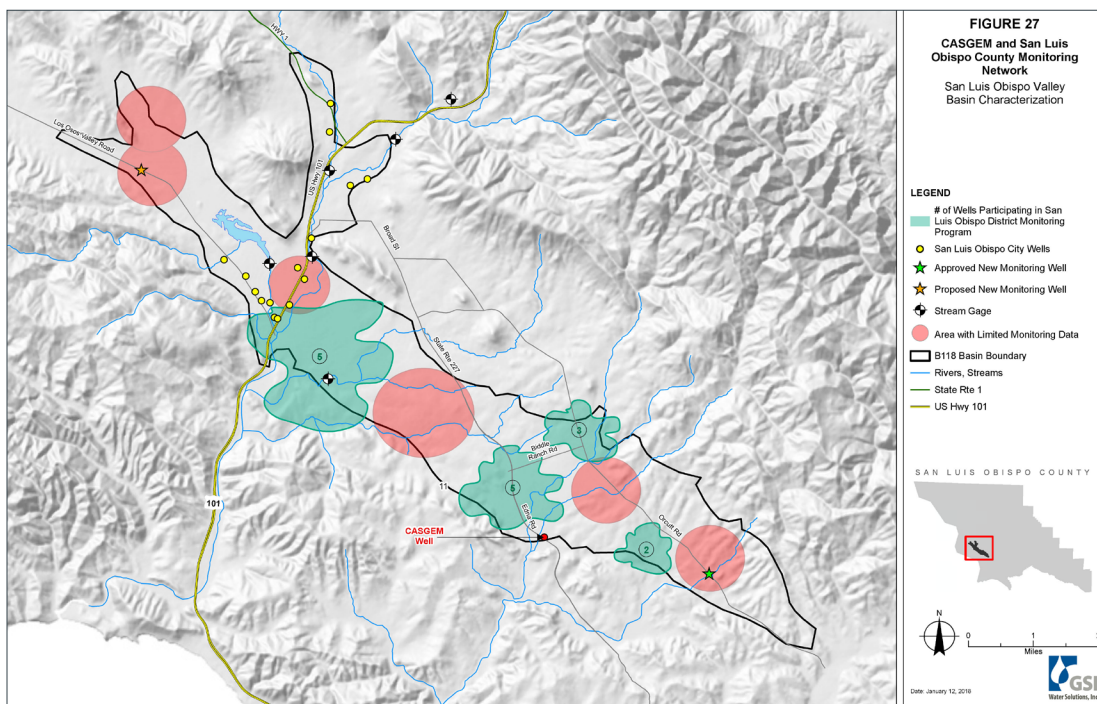 FIGURE 27
CASGEM and San Luis
Obispo County Monitoring
Network
San Luis Obispo Valley
Basin Characterization
HWY 1
Los Osos Valley Road
US Hwy 101
Broad St
State Rte 227
5
3
Biddle
Ranch Rd
5
11
Edna Rd
Orcutt Rd
101
CASGEM
Well
2
LEGEND
# of Wells Participating in San
Luis Obispo District Monitoring
Program
San Luis Obispo City Wells
Approved New Monitoring Well
Proposed New Monitoring Well
Stream Gage
Area with Limited Monitoring Data
B118 Basin Boundary
Rivers, Streams
State Rte 1
US Hwy 101
SAN LUIS OBISPO COUNTY
N
0 1
Miles
Date: January 12, 2018
GSI
Water Solutions, Inc